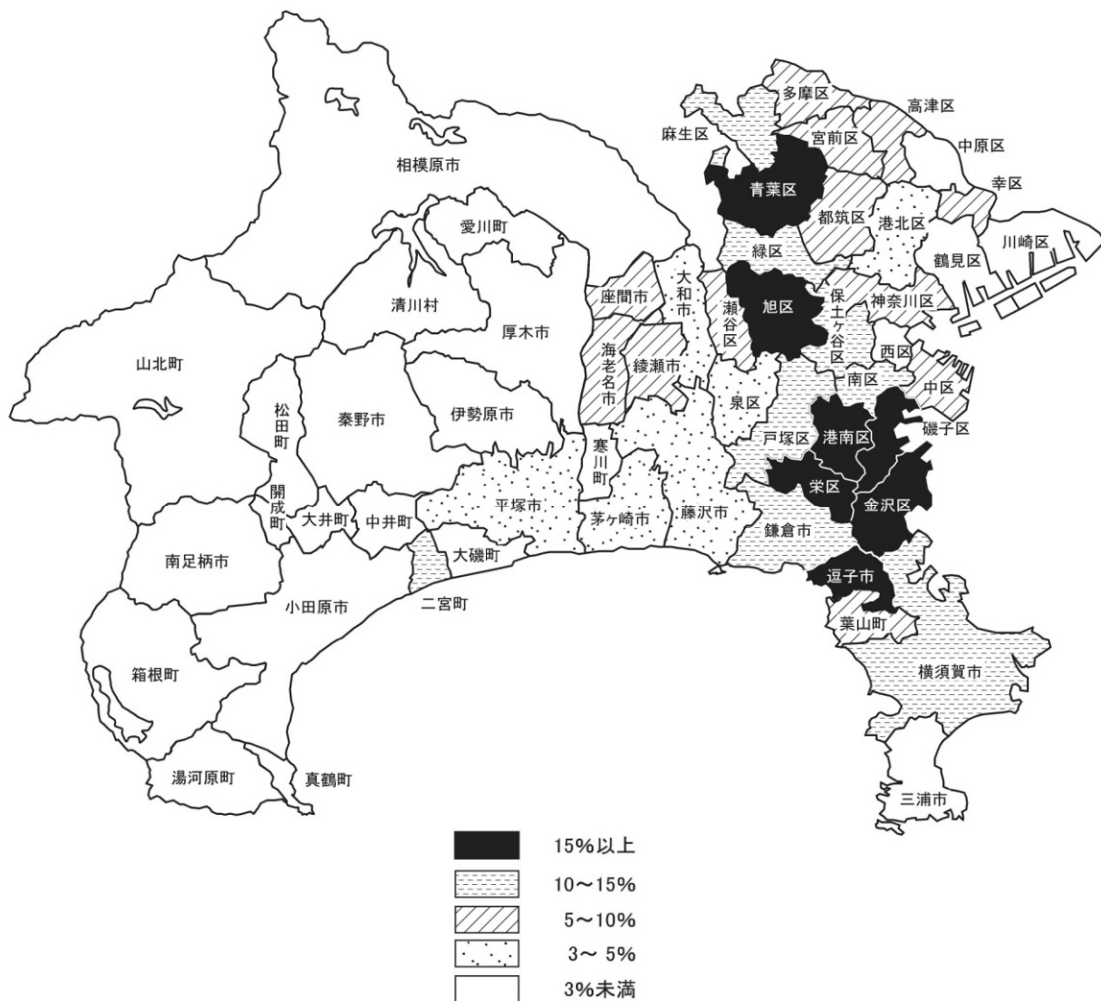 多摩区
高津区
麻生区
宮前区
中原区
相模原市
青葉区
幸区
都筑区
港北区
愛川町
川崎区
緑区
鶴見区
大和市
座間市
清川村
瀬谷区
旭区
保土ヶ谷区
神奈川区
厚木市
海老名市
西区
山北町
綾瀬市
南区
中区
松田町
秦野市
伊勢原市
泉区
磯子区
戸塚区
港南区
寒川町
栄区
金沢区
開成町
平塚市
大井町
中井町
茅ヶ崎市
藤沢市
鎌倉市
大磯町
南足柄市
逗子市
小田原市
二宮町
葉山町
箱根町
横須賀市
湯河原町
真鶴町
三浦市
15%以上
10～15%
5～10%
3～ 5%
3%未満